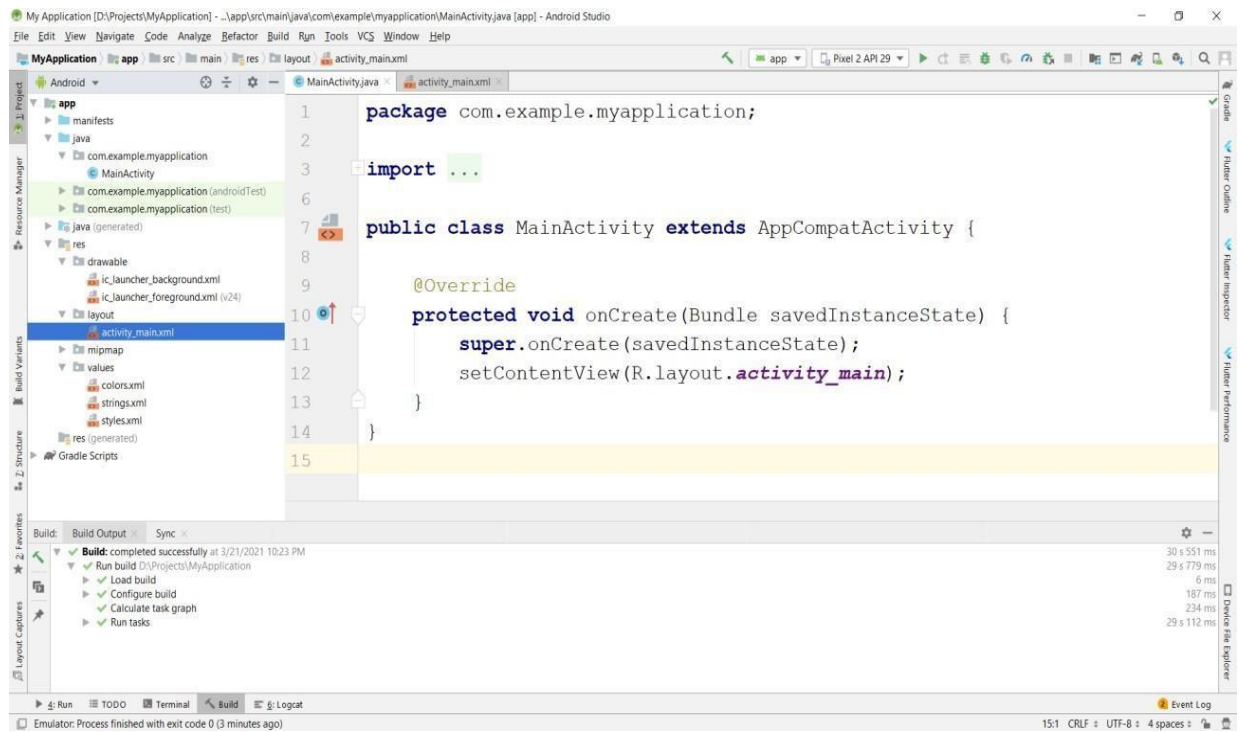 My Application [D:\Projects\MyApplication] - ...\app\src\main\java\com\example\myapplication\MainActivity.java [app] - Android Studio
File Edit View Navigate Code Analyze Refactor Build Run Tools VCS Window Help
MyApplication app src main res layout activity_main.xml
app Pixel 2 API 29
1: Project
Resource Manager
Build Variants
Z: Structure
2: Favorites
Layout Captures
Android
app
manifests
java
com.example.myapplication
MainActivity
com.example.myapplication (androidTest)
com.example.myapplication (test)
java (generated)
res
drawable
ic_launcher_background.xml
ic_launcher_foreground.xml (v24)
layout
activity_main.xml
mipmap
values
colors.xml
strings.xml
styles.xml
res (generated)
Gradle Scripts
MainActivity.java activity_main.xml
1 package com.example.myapplication;
2
3 import ...
6
7 public class MainActivity extends AppCompatActivity {
8
9 @Override
10 protected void onCreate(Bundle savedInstanceState) {
11 super.onCreate(savedInstanceState);
12 setContentView(R.layout.activity_main);
13 }
14 }
15
Gradle
Flutter Outline
Flutter Inspector
Flutter Performance
Device File Explorer
Build: Build Output Sync
Build: completed successfully at 3/21/2021 10:23 PM 30 s 551 ms
Run build D:\Projects\MyApplication 29 s 779 ms
Load build 6 ms
Configure build 187 ms
Calculate task graph 234 ms
Run tasks 29 s 112 ms
4: Run TODO Terminal Build 6: Logcat 2 Event Log
Emulator: Process finished with exit code 0 (3 minutes ago) 15:1 CRLF UTF-8 4 spaces